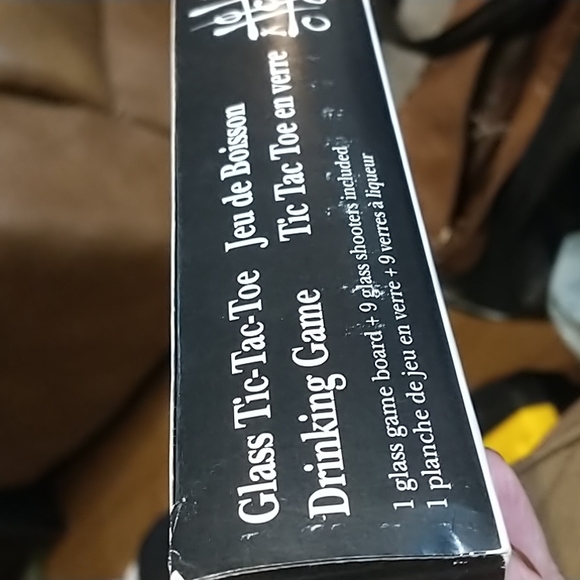 Glass Tic-Tac-Toe
Drinking Game
Jeu de Boisson
Tic Tac Toe en verre
1 glass game board + 9 glass shooters included
1 planche de jeu en verre + 9 verres à liqueur